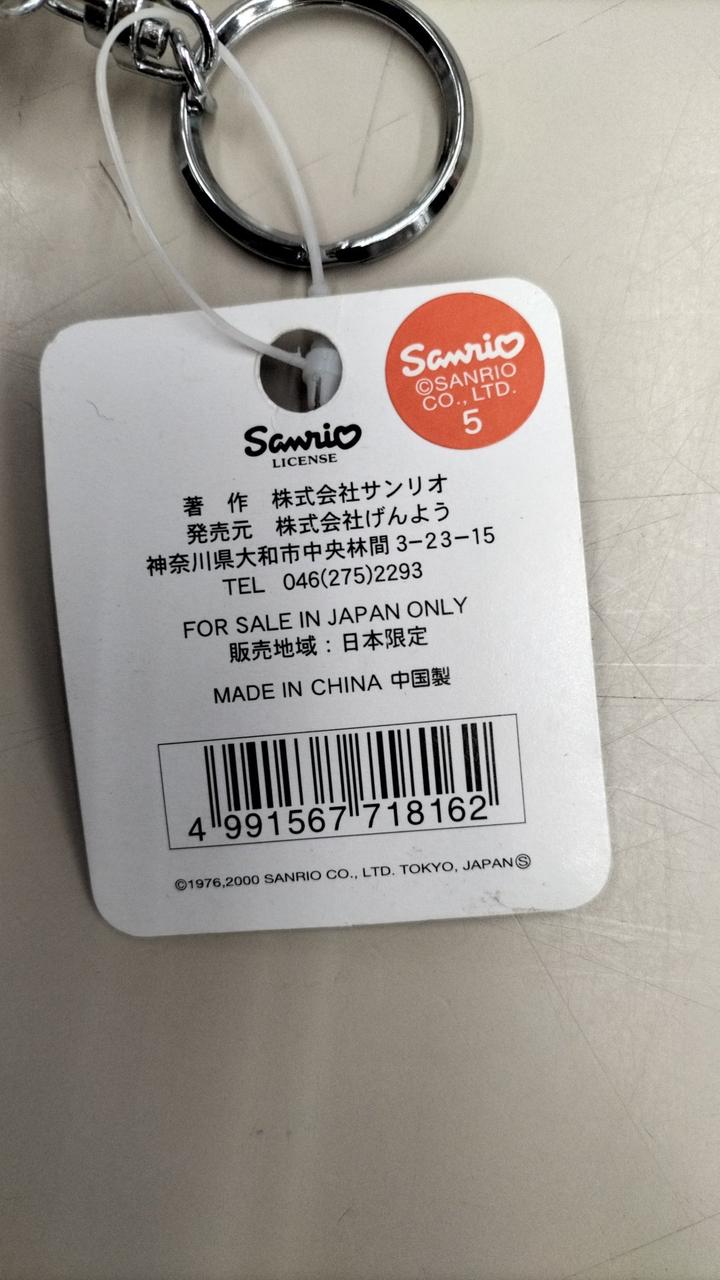 Sanrio
©SANRIO
CO., LTD.
5
Sanrio
LICENSE
著　作　株式会社サンリオ
発売元　株式会社げんよう
神奈川県大和市中央林間3−23−15
TEL 046(275)2293
FOR SALE IN JAPAN ONLY
販売地域：日本限定
MADE IN CHINA 中国製
4 991567 718162
©1976,2000 SANRIO CO., LTD. TOKYO, JAPAN Ⓢ